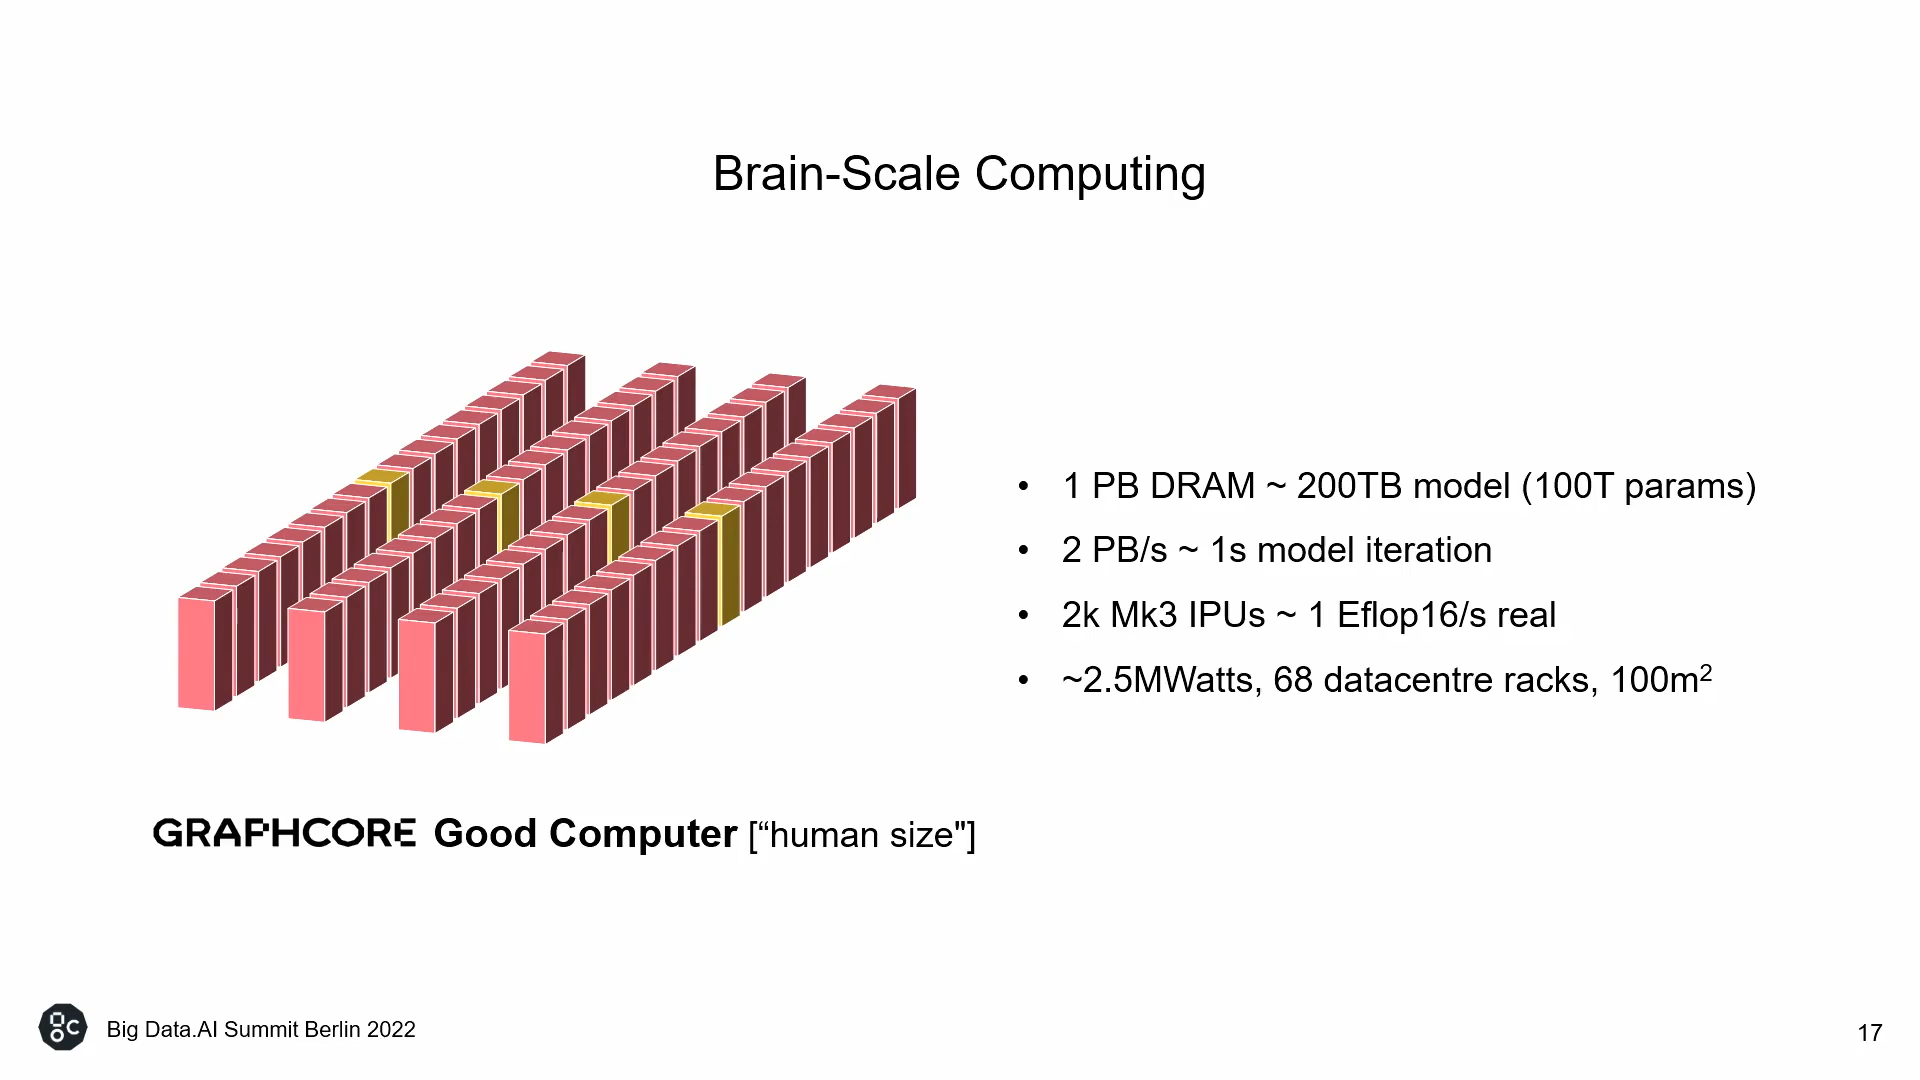 Brain-Scale Computing
• 1 PB DRAM ~ 200TB model (100T params)
• 2 PB/s ~ 1s model iteration
• 2k Mk3 IPUs ~ 1 Eflop16/s real
• ~2.5MWatts, 68 datacentre racks, 100m²
GRAPHCORE Good Computer [“human size"]
gc Big Data.AI Summit Berlin 2022
17